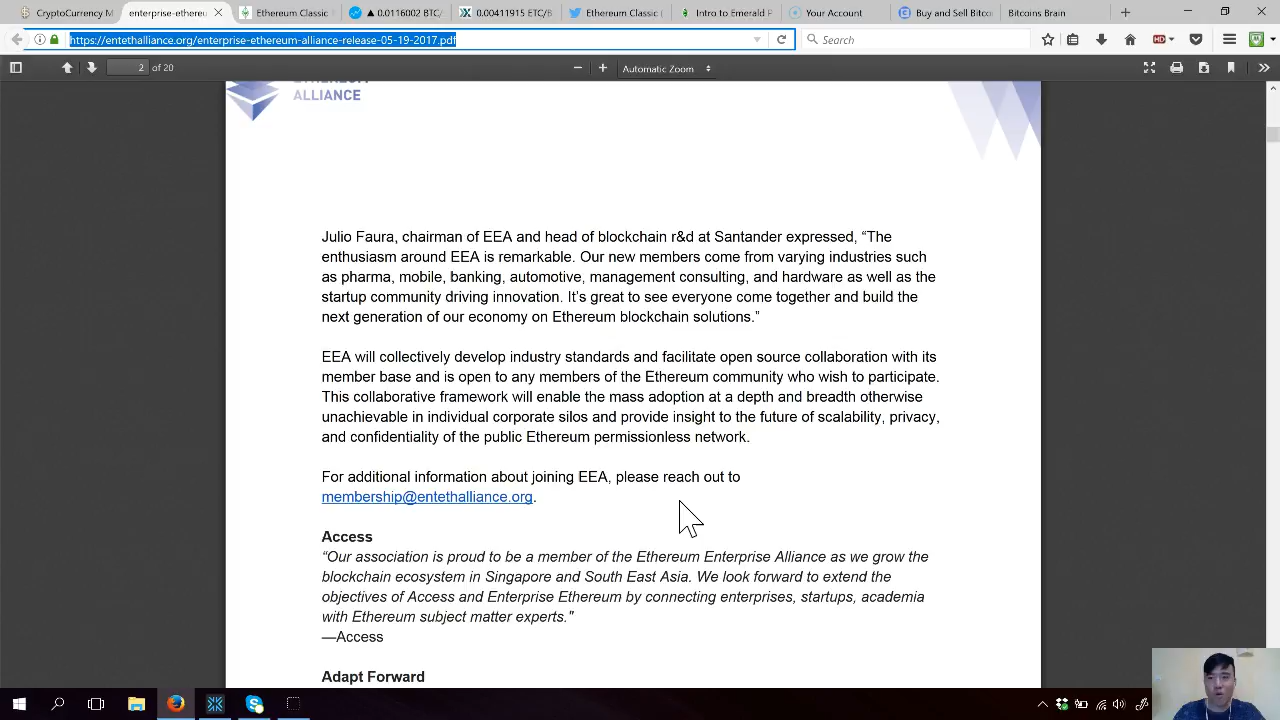 CryptoCurrency M
enterprise-etherei
Ethereum Classic I
▲ 0.0116002 BTC/
0.00411915 ETC/B
Ethereum Classic (
Intro to Emerald
Your Account
Buy and Sell Bitcoi
Bitcoins Bro
https://entethalliance.org/enterprise-ethereum-alliance-release-05-19-2017.pdf
Search
2 of 20
Automatic Zoom
ETHEREUM
ALLIANCE
Julio Faura, chairman of EEA and head of blockchain r&d at Santander expressed, “The
enthusiasm around EEA is remarkable. Our new members come from varying industries such
as pharma, mobile, banking, automotive, management consulting, and hardware as well as the
startup community driving innovation. It’s great to see everyone come together and build the
next generation of our economy on Ethereum blockchain solutions.”
EEA will collectively develop industry standards and facilitate open source collaboration with its
member base and is open to any members of the Ethereum community who wish to participate.
This collaborative framework will enable the mass adoption at a depth and breadth otherwise
unachievable in individual corporate silos and provide insight to the future of scalability, privacy,
and confidentiality of the public Ethereum permissionless network.
For additional information about joining EEA, please reach out to
membership@entethalliance.org.
Access
“Our association is proud to be a member of the Ethereum Enterprise Alliance as we grow the
blockchain ecosystem in Singapore and South East Asia. We look forward to extend the
objectives of Access and Enterprise Ethereum by connecting enterprises, startups, academia
with Ethereum subject matter experts."
—Access
Adapt Forward